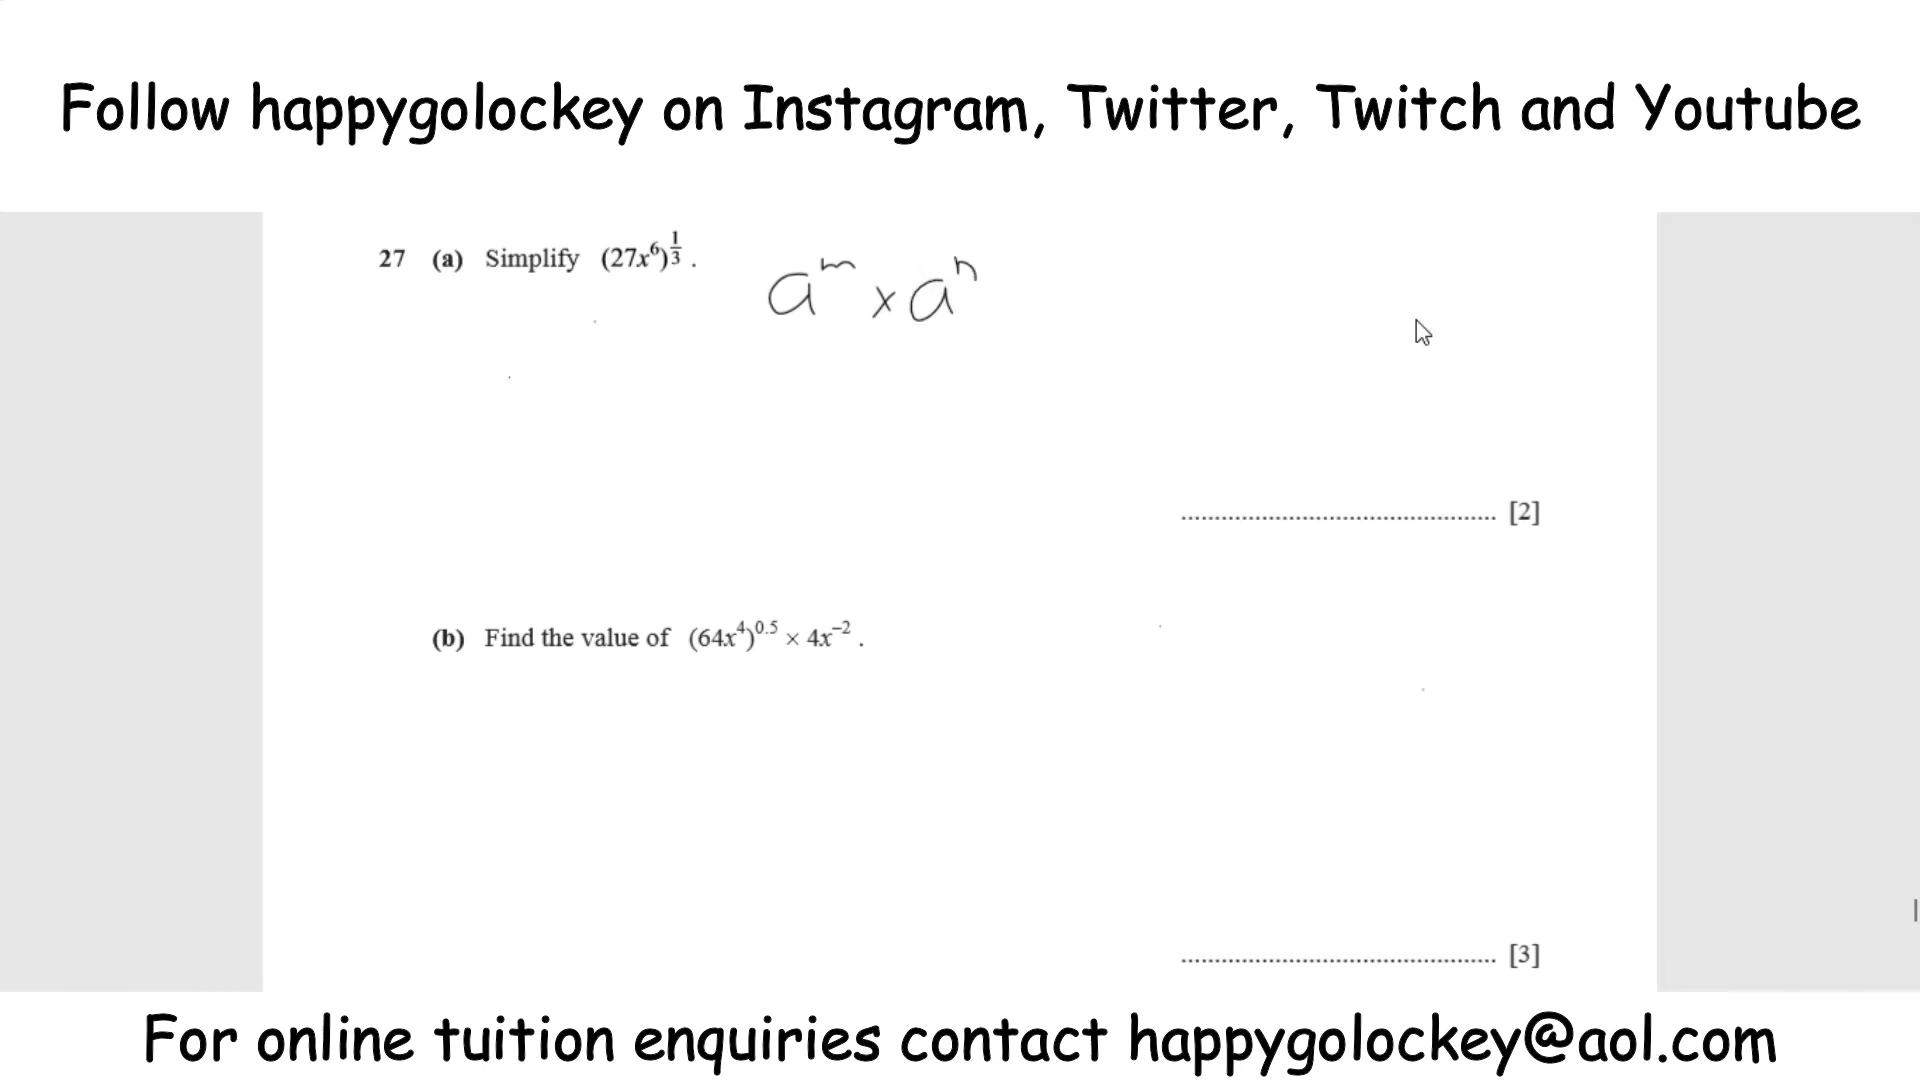 Follow happygolockey on Instagram, Twitter, Twitch and Youtube
27 (a) Simplify (27x⁶)^(1/3) .
aᵐ × aⁿ
.............................................. [2]
(b) Find the value of (64x⁴)^0.5 × 4x⁻² .
.............................................. [3]
For online tuition enquiries contact happygolockey@aol.com